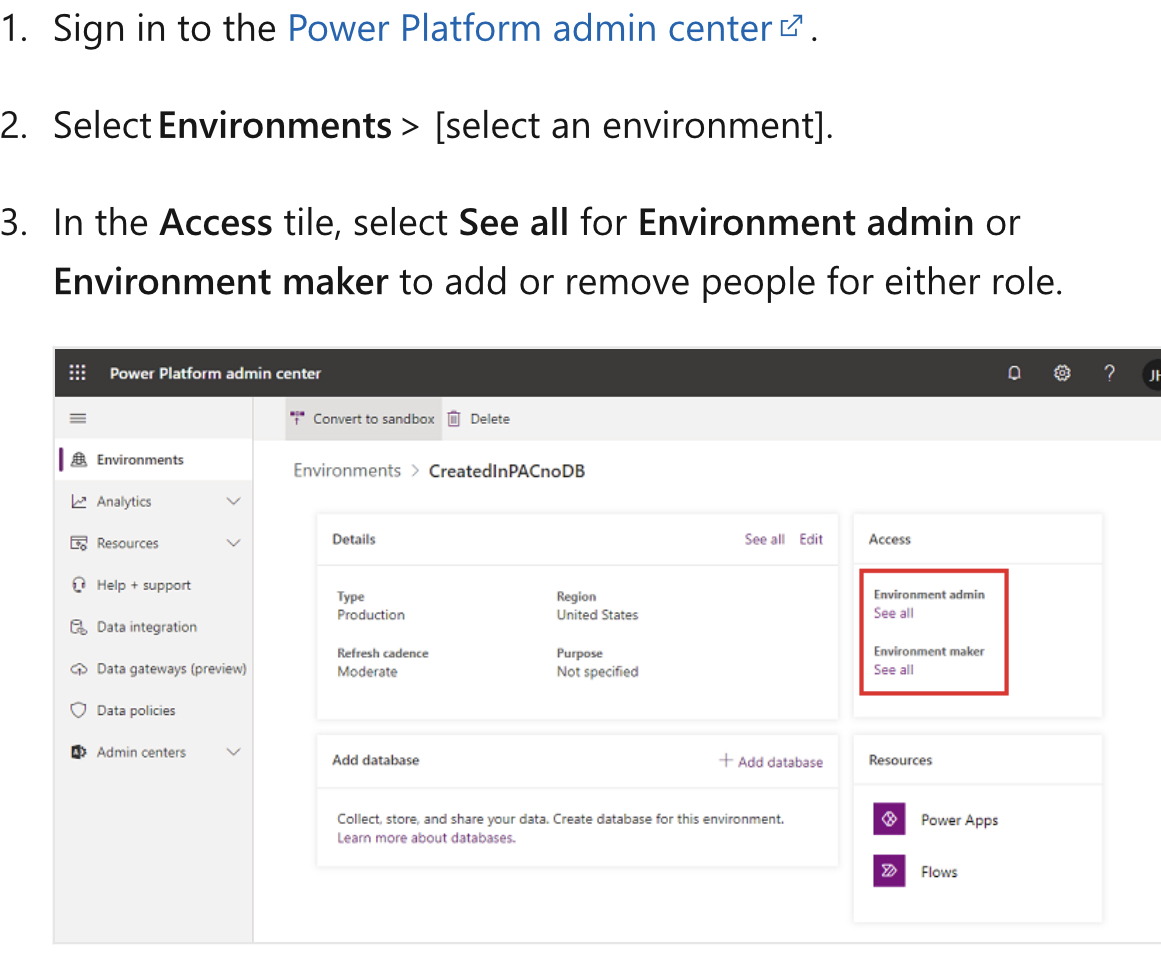 1. Sign in to the Power Platform admin center.
2. Select Environments > [select an environment].
3. In the Access tile, select See all for Environment admin or
Environment maker to add or remove people for either role.
Power Platform admin center
?
JH
Convert to sandbox
Delete
Environments
Analytics
Resources
Help + support
Data integration
Data gateways (preview)
Data policies
Admin centers
Environments > CreatedInPACnoDB
Details
See all Edit
Type
Production
Region
United States
Refresh cadence
Moderate
Purpose
Not specified
Access
Environment admin
See all
Environment maker
See all
Add database
+ Add database
Collect, store, and share your data. Create database for this environment.
Learn more about databases.
Resources
Power Apps
Flows